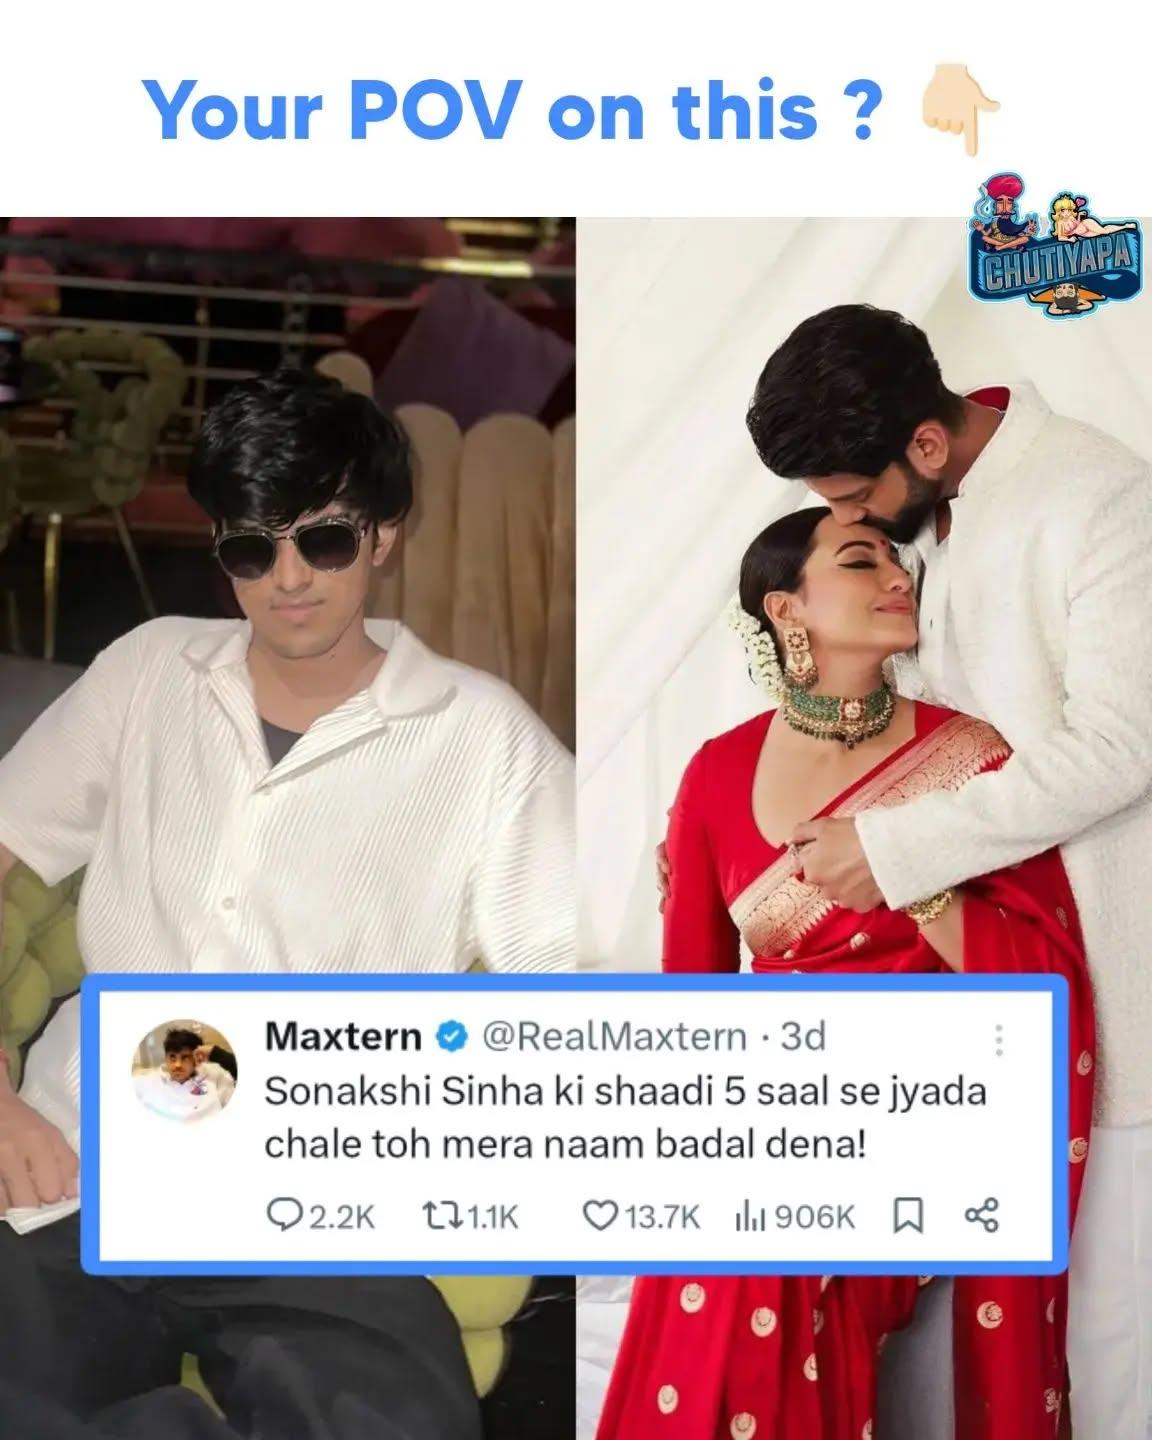 Your POV on this ?
CHUTIYAPA
Maxtern @RealMaxtern · 3d
Sonakshi Sinha ki shaadi 5 saal se jyada
chale toh mera naam badal dena!
2.2K 1.1K 13.7K 906K